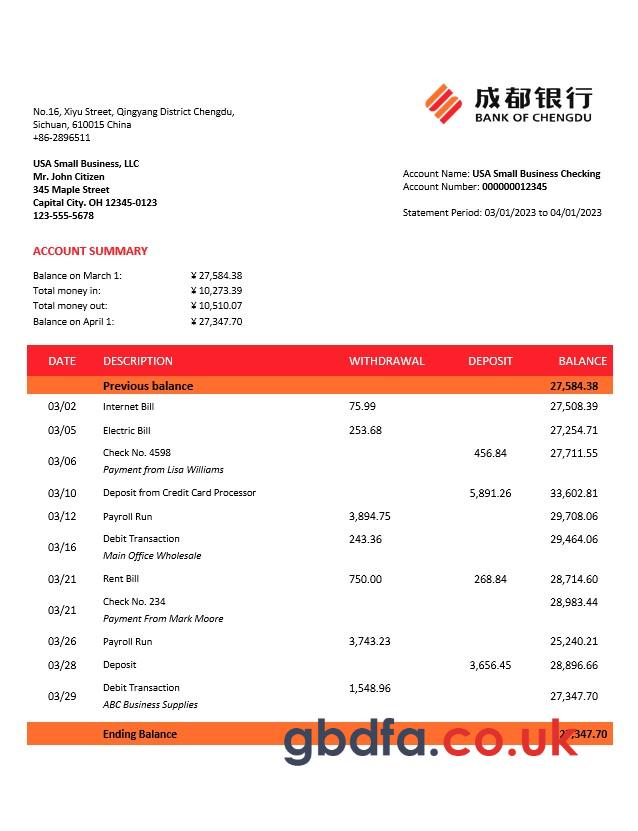 成都银行
BANK OF CHENGDU
No.16, Xiyu Street, Qingyang District Chengdu,
Sichuan, 610015 China
+86-2896511
USA Small Business, LLC
Mr. John Citizen
345 Maple Street
Capital City. OH 12345-0123
123-555-5678
Account Name: USA Small Business Checking
Account Number: 000000012345
Statement Period: 03/01/2023 to 04/01/2023
ACCOUNT SUMMARY
Balance on March 1: ¥ 27,584.38
Total money in: ¥ 10,273.39
Total money out: ¥ 10,510.07
Balance on April 1: ¥ 27,347.70
DATE DESCRIPTION WITHDRAWAL DEPOSIT BALANCE
Previous balance 27,584.38
03/02 Internet Bill 75.99 27,508.39
03/05 Electric Bill 253.68 27,254.71
03/06 Check No. 4598 456.84 27,711.55
Payment from Lisa Williams
03/10 Deposit from Credit Card Processor 5,891.26 33,602.81
03/12 Payroll Run 3,894.75 29,708.06
03/16 Debit Transaction 243.36 29,464.06
Main Office Wholesale
03/21 Rent Bill 750.00 268.84 28,714.60
03/21 Check No. 234 28,983.44
Payment From Mark Moore
03/26 Payroll Run 3,743.23 25,240.21
03/28 Deposit 3,656.45 28,896.66
03/29 Debit Transaction 1,548.96 27,347.70
ABC Business Supplies
Ending Balance 27,347.70
gbdfa.co.uk